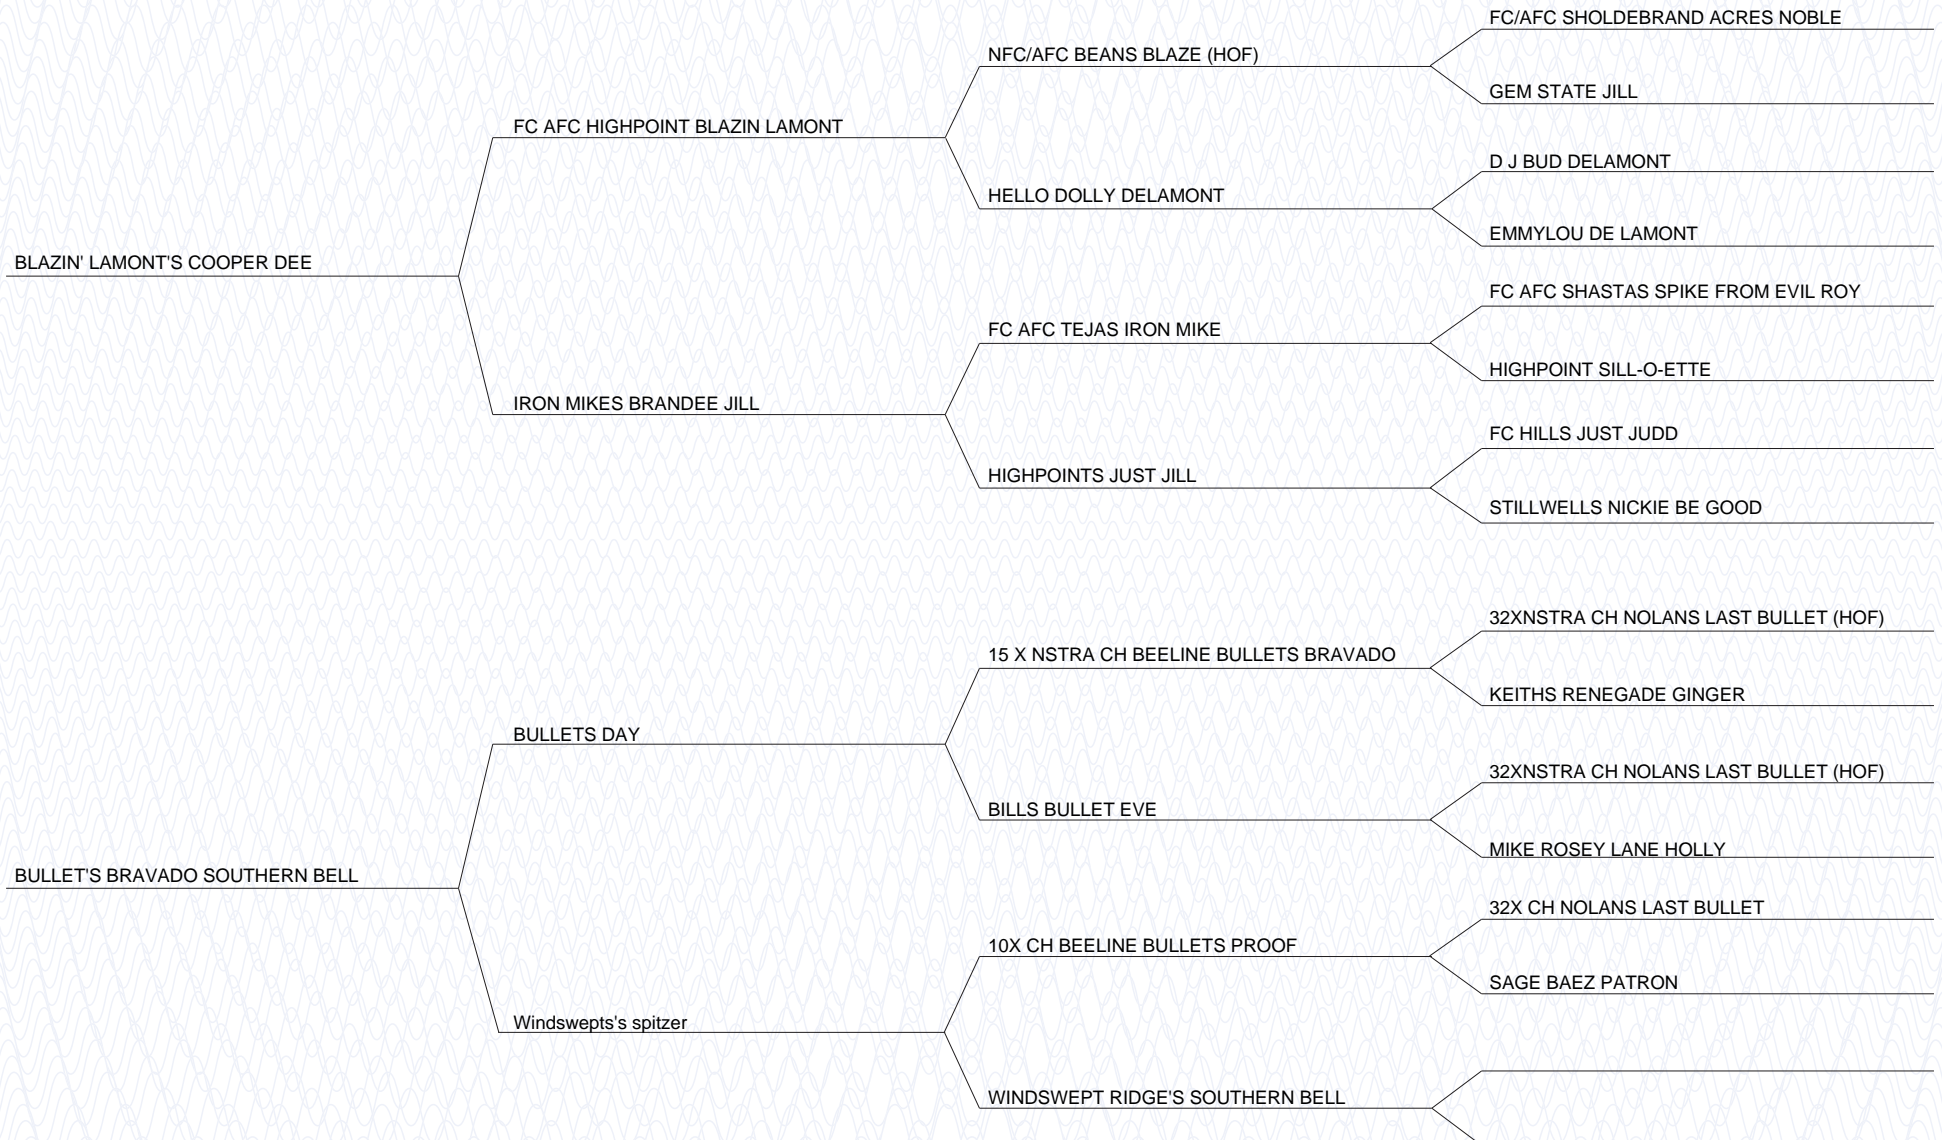 FC/AFC SHOLDEBRAND ACRES NOBLE
NFC/AFC BEANS BLAZE (HOF)
GEM STATE JILL
FC AFC HIGHPOINT BLAZIN LAMONT
D J BUD DELAMONT
HELLO DOLLY DELAMONT
EMMYLOU DE LAMONT
BLAZIN' LAMONT'S COOPER DEE
FC AFC SHASTAS SPIKE FROM EVIL ROY
FC AFC TEJAS IRON MIKE
HIGHPOINT SILL-O-ETTE
IRON MIKES BRANDEE JILL
FC HILLS JUST JUDD
HIGHPOINTS JUST JILL
STILLWELLS NICKIE BE GOOD
32XNSTRA CH NOLANS LAST BULLET (HOF)
15 X NSTRA CH BEELINE BULLETS BRAVADO
KEITHS RENEGADE GINGER
BULLETS DAY
32XNSTRA CH NOLANS LAST BULLET (HOF)
BILLS BULLET EVE
MIKE ROSEY LANE HOLLY
BULLET'S BRAVADO SOUTHERN BELL
32X CH NOLANS LAST BULLET
10X CH BEELINE BULLETS PROOF
SAGE BAEZ PATRON
Windswepts's spitzer
WINDSWEPT RIDGE'S SOUTHERN BELL